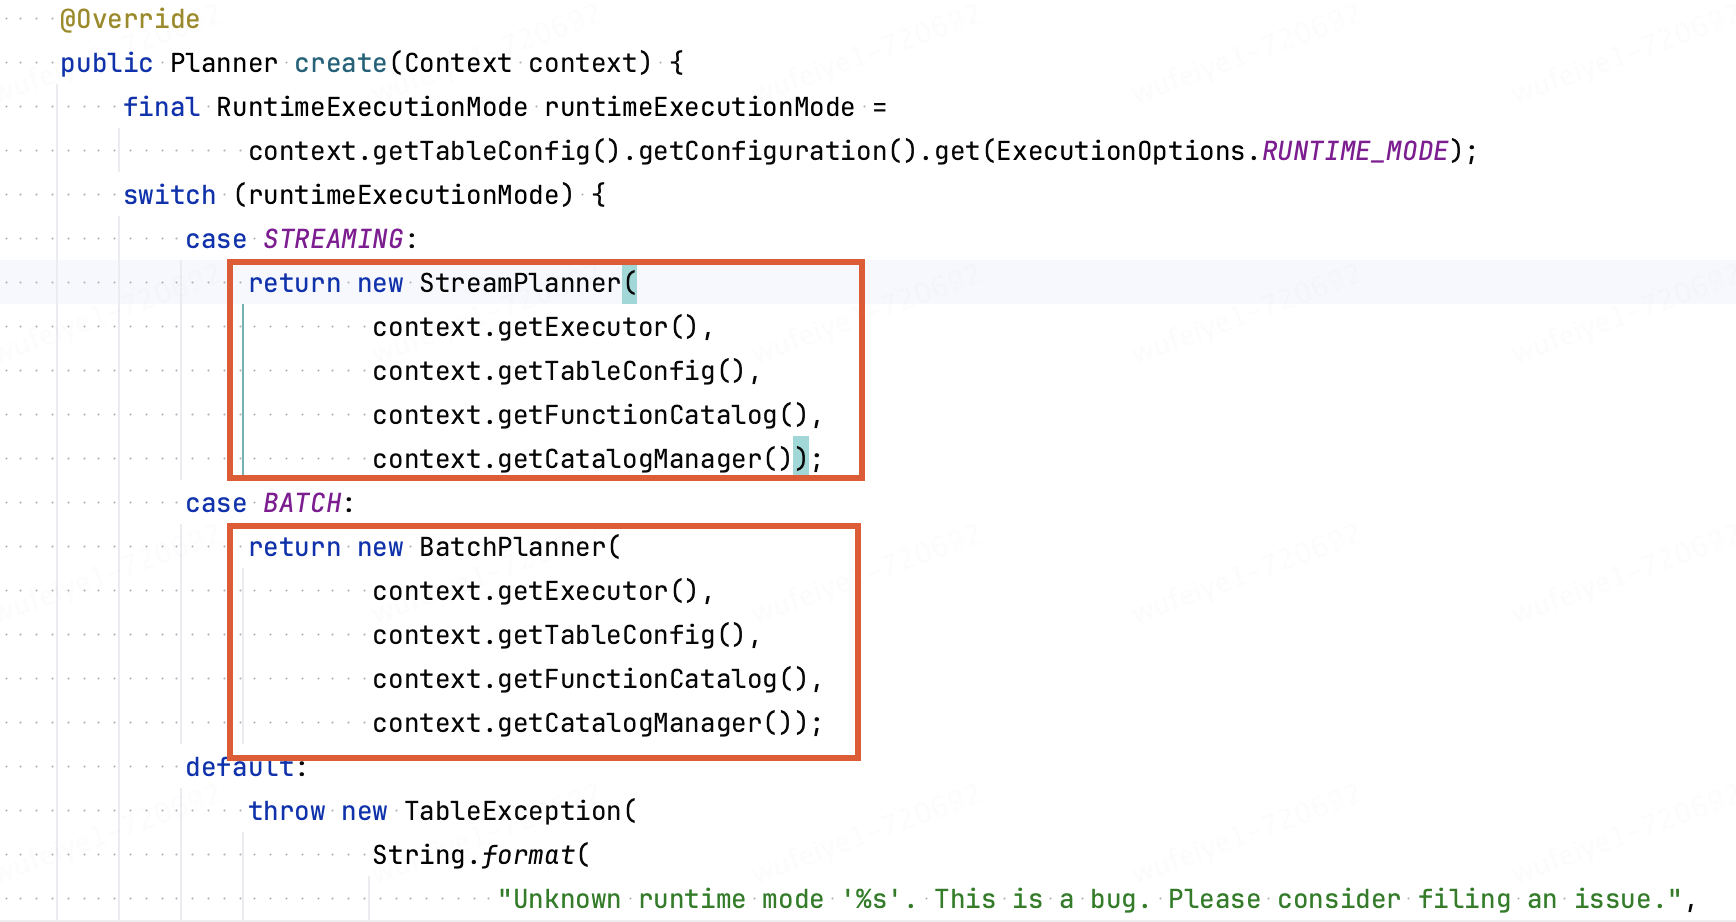 @Override
public Planner create(Context context) {
final RuntimeExecutionMode runtimeExecutionMode =
context.getTableConfig().getConfiguration().get(ExecutionOptions.RUNTIME_MODE);
switch (runtimeExecutionMode) {
case STREAMING:
return new StreamPlanner(
context.getExecutor(),
context.getTableConfig(),
context.getFunctionCatalog(),
context.getCatalogManager());
case BATCH:
return new BatchPlanner(
context.getExecutor(),
context.getTableConfig(),
context.getFunctionCatalog(),
context.getCatalogManager());
default:
throw new TableException(
String.format(
"Unknown runtime mode '%s'. This is a bug. Please consider filing an issue.",